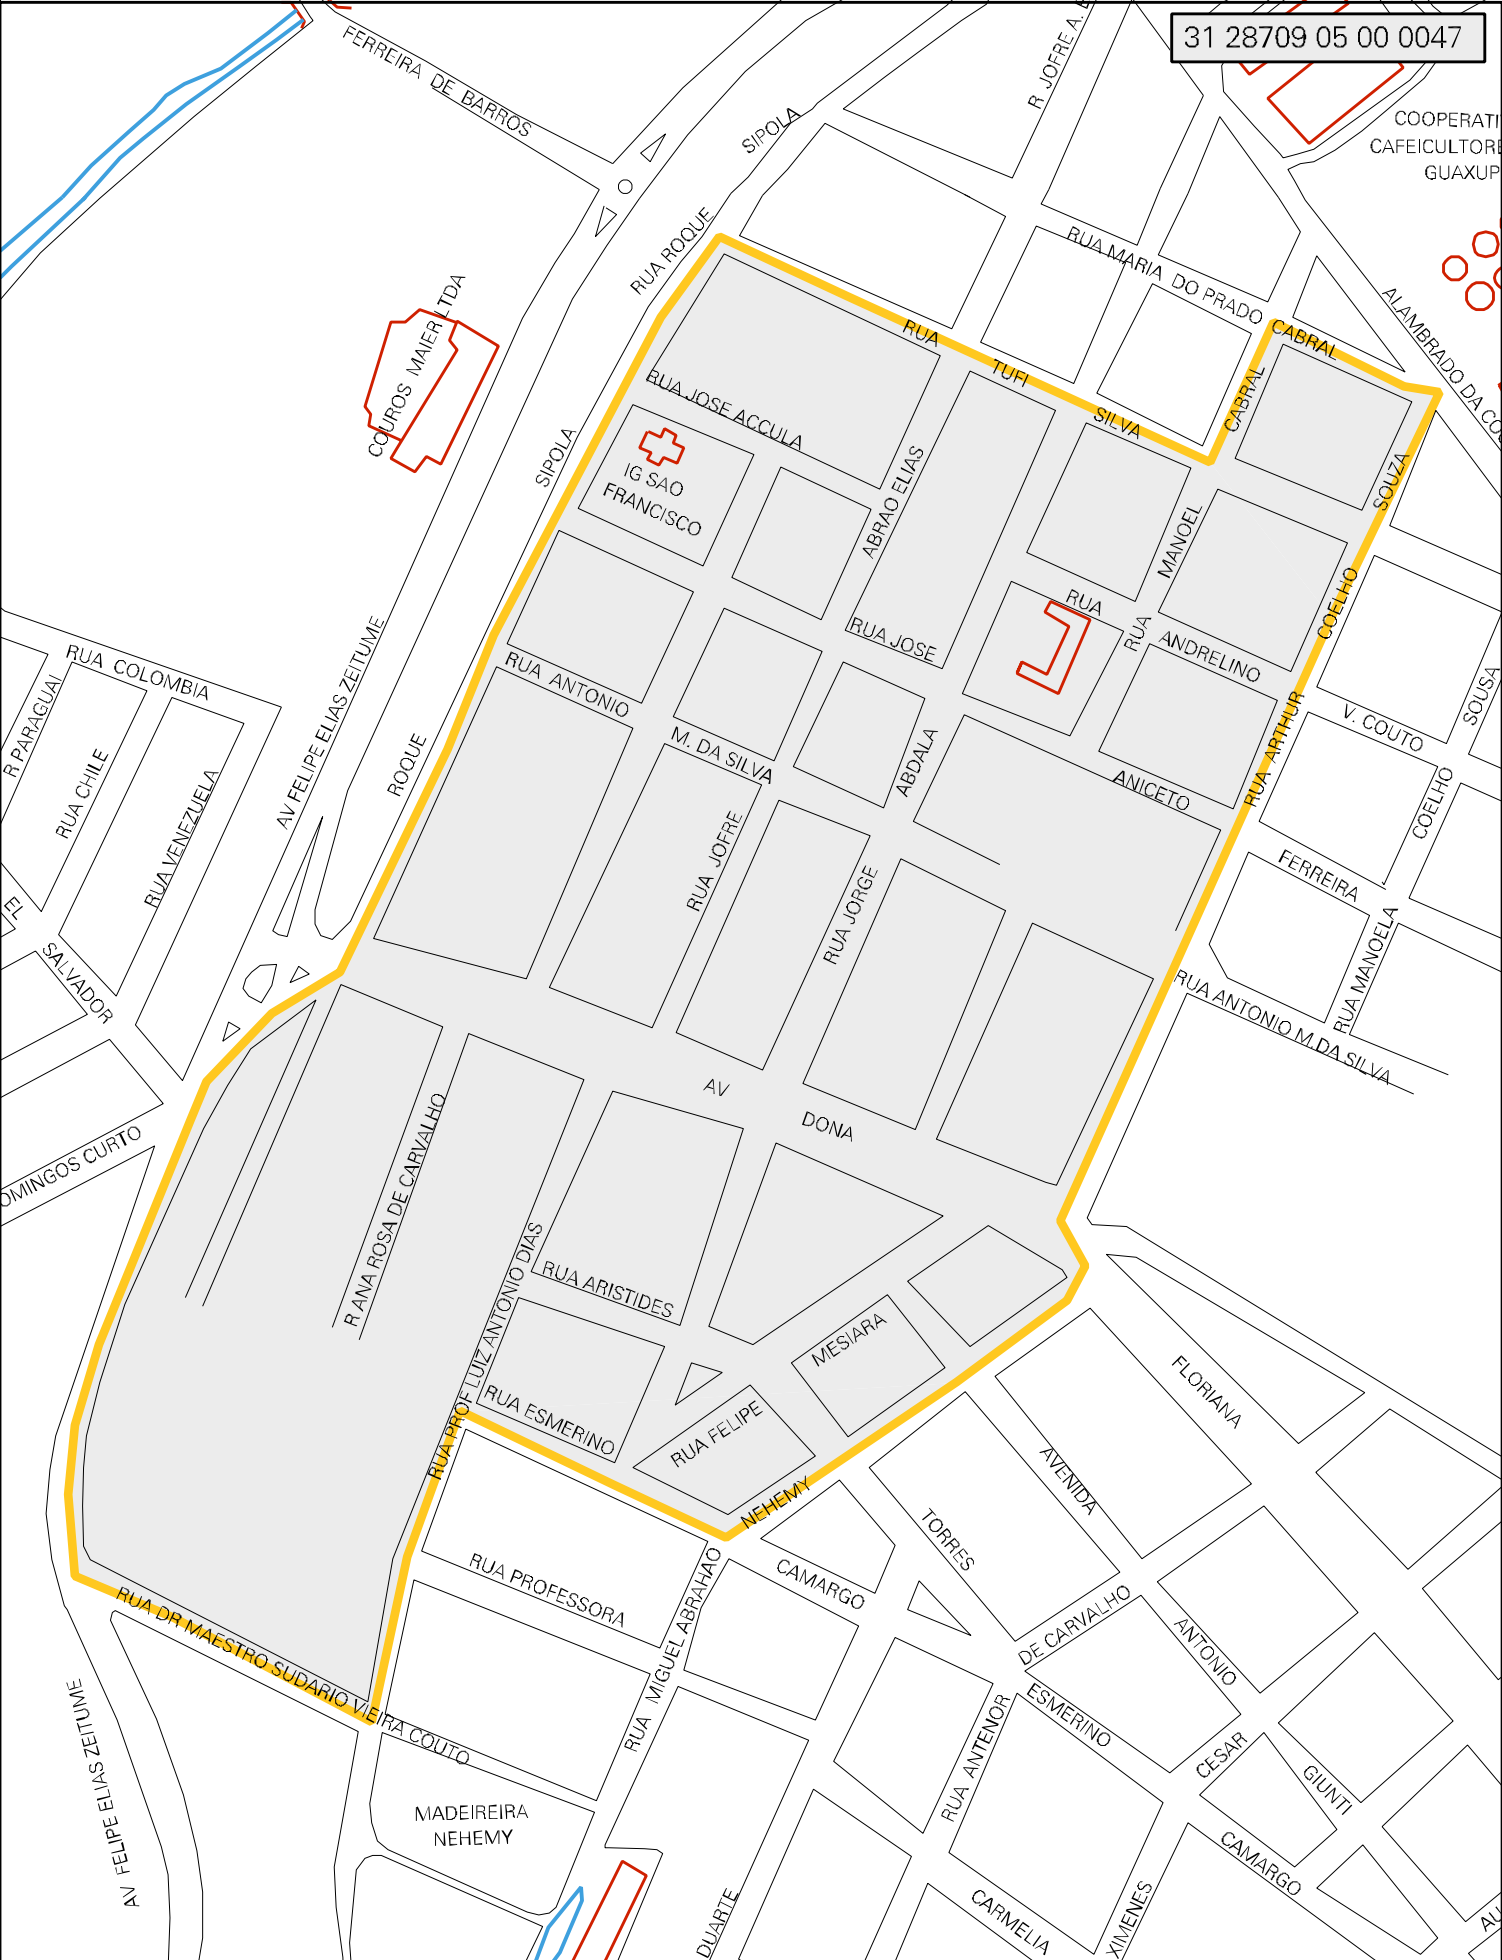 31 28709 05 00 0047
FERREIRA DE BARROS
SIPOLA
R. JOFRE A. E
COOPERATI
CAFEICULTORE
GUAXUP
RUA ROQUE
RUA MARIA DO PRADO
CABRAL
ALAMBRADO DA COO
COUROS MAIER LTDA
RUA
TUFI
SILVA
CABRAL
RUA JOSE ACCULA
SIPOLA
IG SAO
FRANCISCO
ABRAO ELIAS
SOUZA
MANOEL
RUA
COELHO
RUA JOSE
RUA
ANDRELINO
AV FELIPE ELIAS ZEITUME
RUA COLOMBIA
R PARAGUAI
RUA ANTONIO
RUA CHILE
RUA VENEZUELA
ROQUE
M. DA SILVA
ABDALA
ANICETO
RUA ARTHUR
V. COUTO
SOUSA
COELHO
RUA JOFRE
RUA JORGE
FERREIRA
EL
SALVADOR
RUA MANOELA
RUA ANTONIO M.DA SILVA
AV
DONA
OMINGOS CURTO
R ANA ROSA DE CARVALHO
RUA PROF LUIZ ANTONIO DIAS
RUA ARISTIDES
MESIARA
RUA ESMERINO
RUA FELIPE
FLORIANA
AVENIDA
NEHEMY
TORRES
RUA PROFESSORA
CAMARGO
RUA MIGUEL ABRAHAO
DE CARVALHO
ANTONIO
RUA DR MAESTRO SUDARIO VIEIRA COUTO
ESMERINO
RUA ANTENOR
CESAR
GIUNTI
AV FELIPE ELIAS ZEITUME
MADEIREIRA
NEHEMY
CAMARGO
DUARTE
CARMELIA
XIMENES
AU